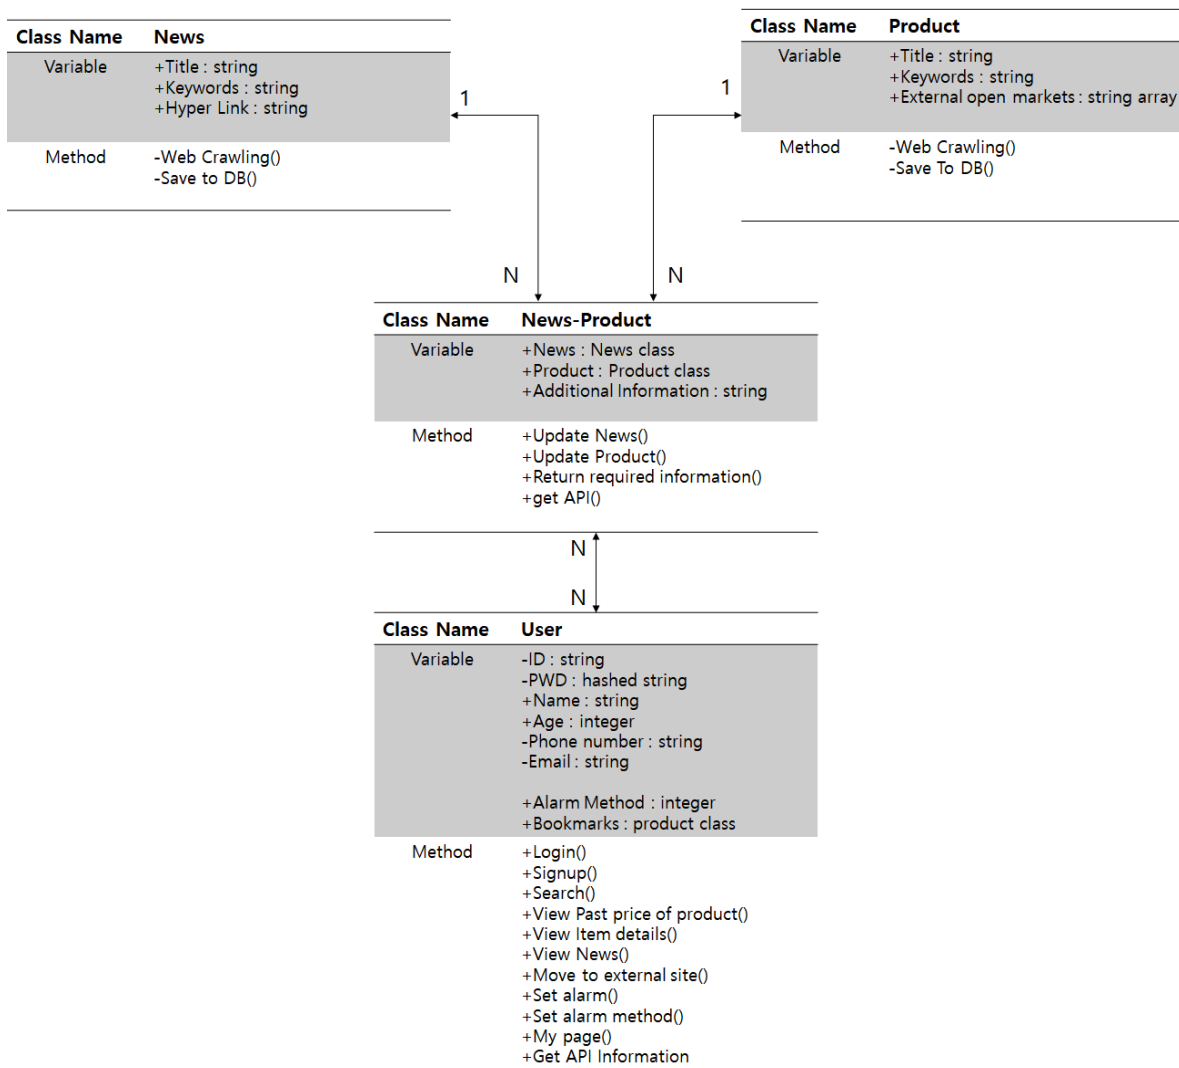 Class Name News
Variable +Title : string
+Keywords : string
+Hyper Link : string
Method -Web Crawling()
-Save to DB()
Class Name Product
Variable +Title : string
+Keywords : string
+External open markets : string array
Method -Web Crawling()
-Save To DB()
1
1
N
N
Class Name News-Product
Variable +News : News class
+Product : Product class
+Additional Information : string
Method +Update News()
+Update Product()
+Return required information()
+get API()
N
N
Class Name User
Variable -ID : string
-PWD : hashed string
+Name : string
+Age : integer
-Phone number : string
-Email : string
+Alarm Method : integer
+Bookmarks : product class
Method +Login()
+Signup()
+Search()
+View Past price of product()
+View Item details()
+View News()
+Move to external site()
+Set alarm()
+Set alarm method()
+My page()
+Get API Information